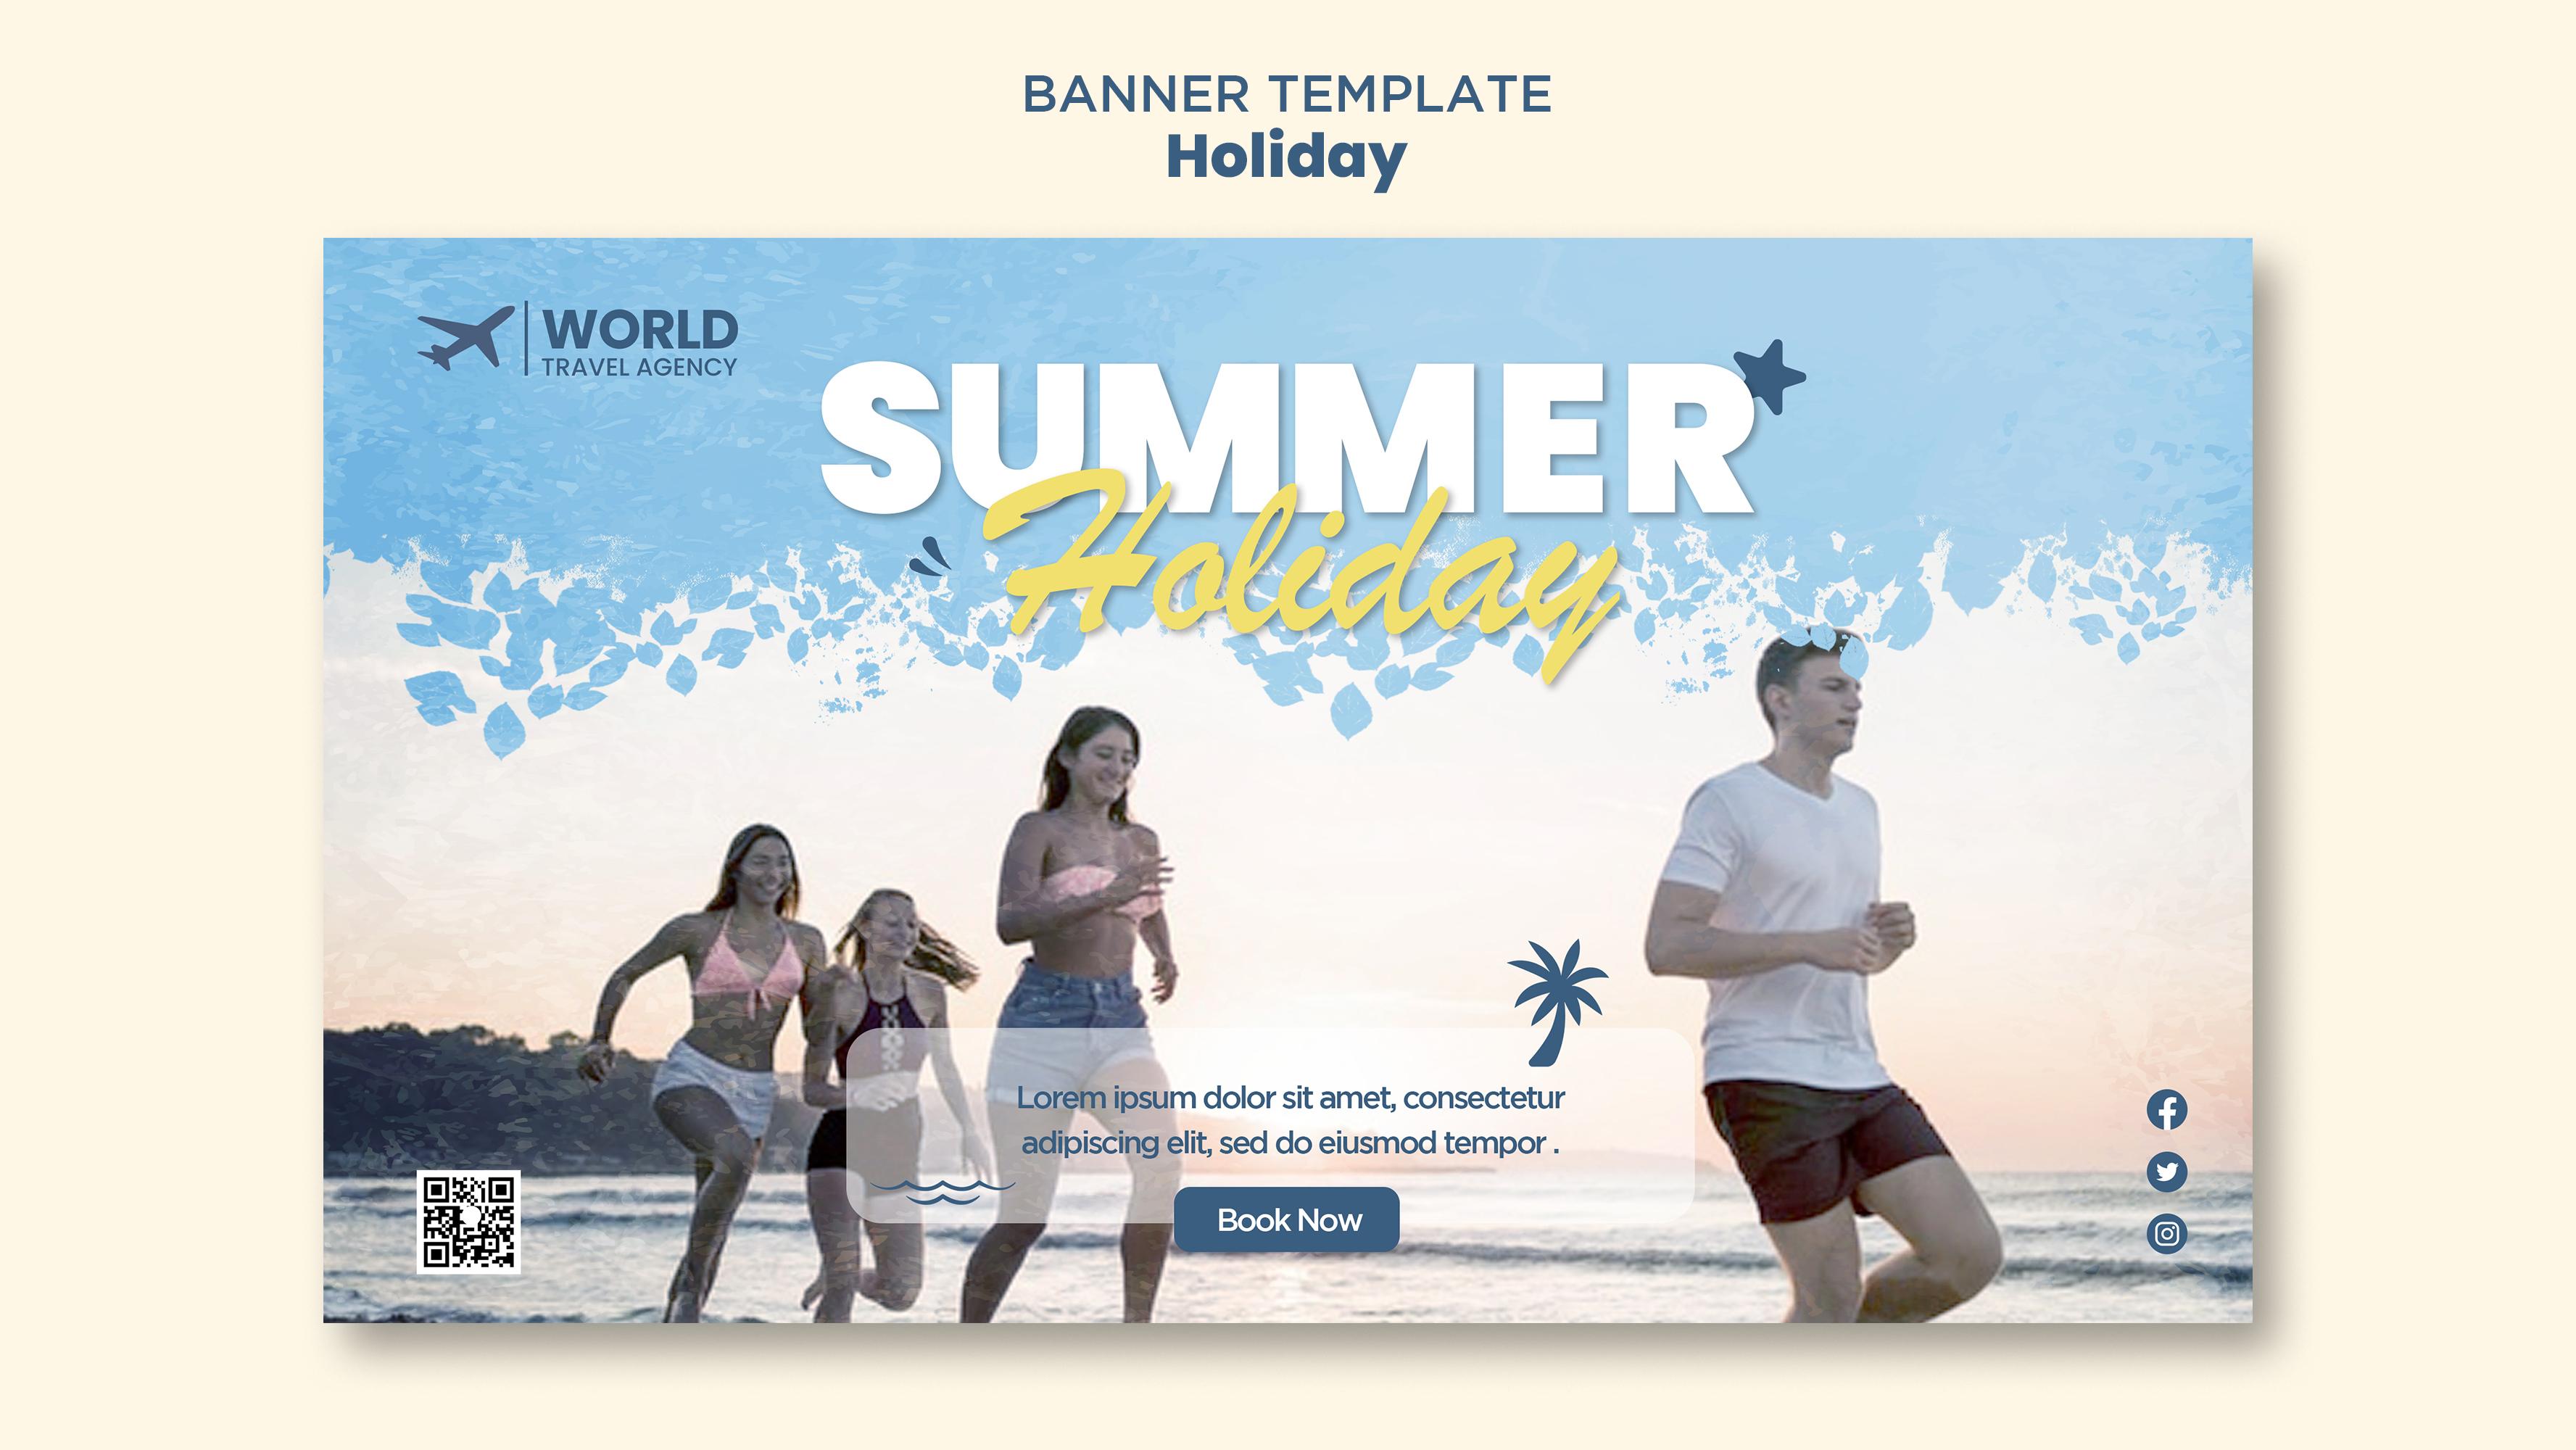 BANNER TEMPLATE
Holiday
WORLD
TRAVEL AGENCY
SUMMER
Holiday
Lorem ipsum dolor sit amet, consectetur
adipiscing elit, sed do eiusmod tempor .
Book Now